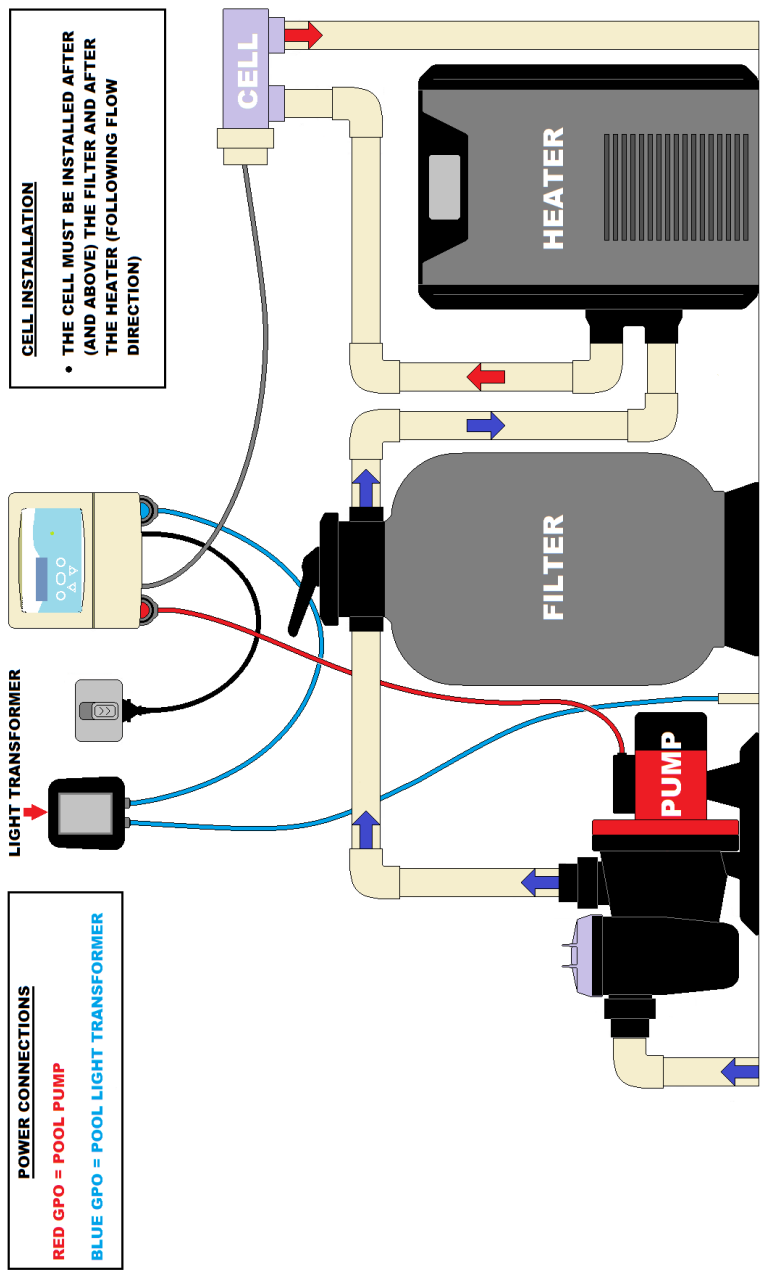 POWER CONNECTIONS
RED GPO = POOL PUMP
BLUE GPO = POOL LIGHT TRANSFORMER
LIGHT TRANSFORMER
CELL INSTALLATION
• THE CELL MUST BE INSTALLED AFTER
(AND ABOVE) THE FILTER AND AFTER
THE HEATER (FOLLOWING FLOW
DIRECTION)
CELL
PUMP
FILTER
HEATER